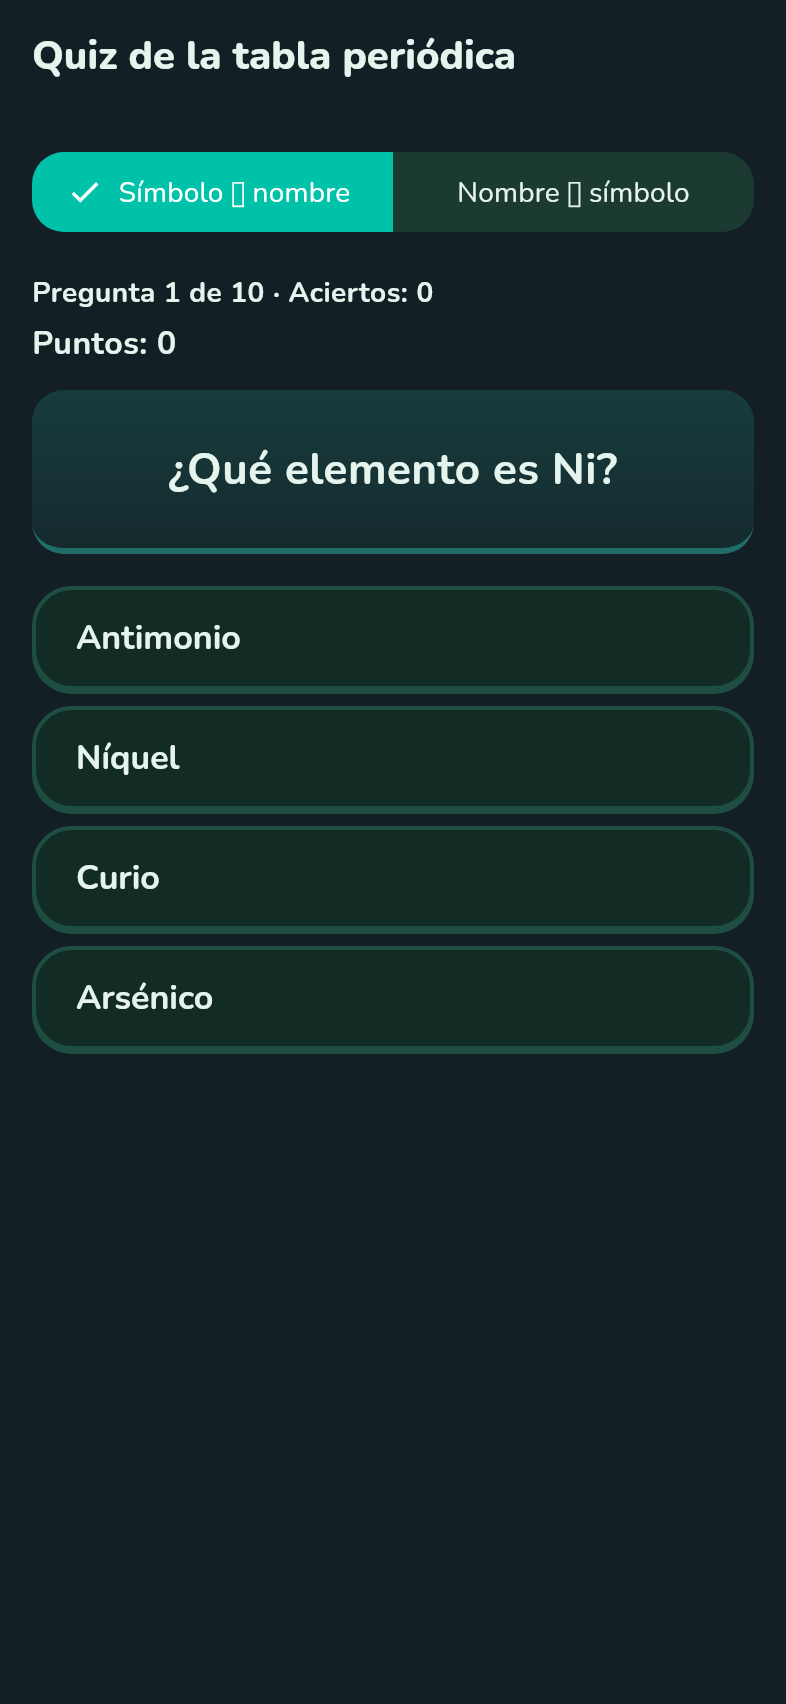 Quiz de la tabla periódica
Símbolo ▯ nombre
Nombre ▯ símbolo
Pregunta 1 de 10 · Aciertos: 0
Puntos: 0
¿Qué elemento es Ni?
Antimonio
Níquel
Curio
Arsénico